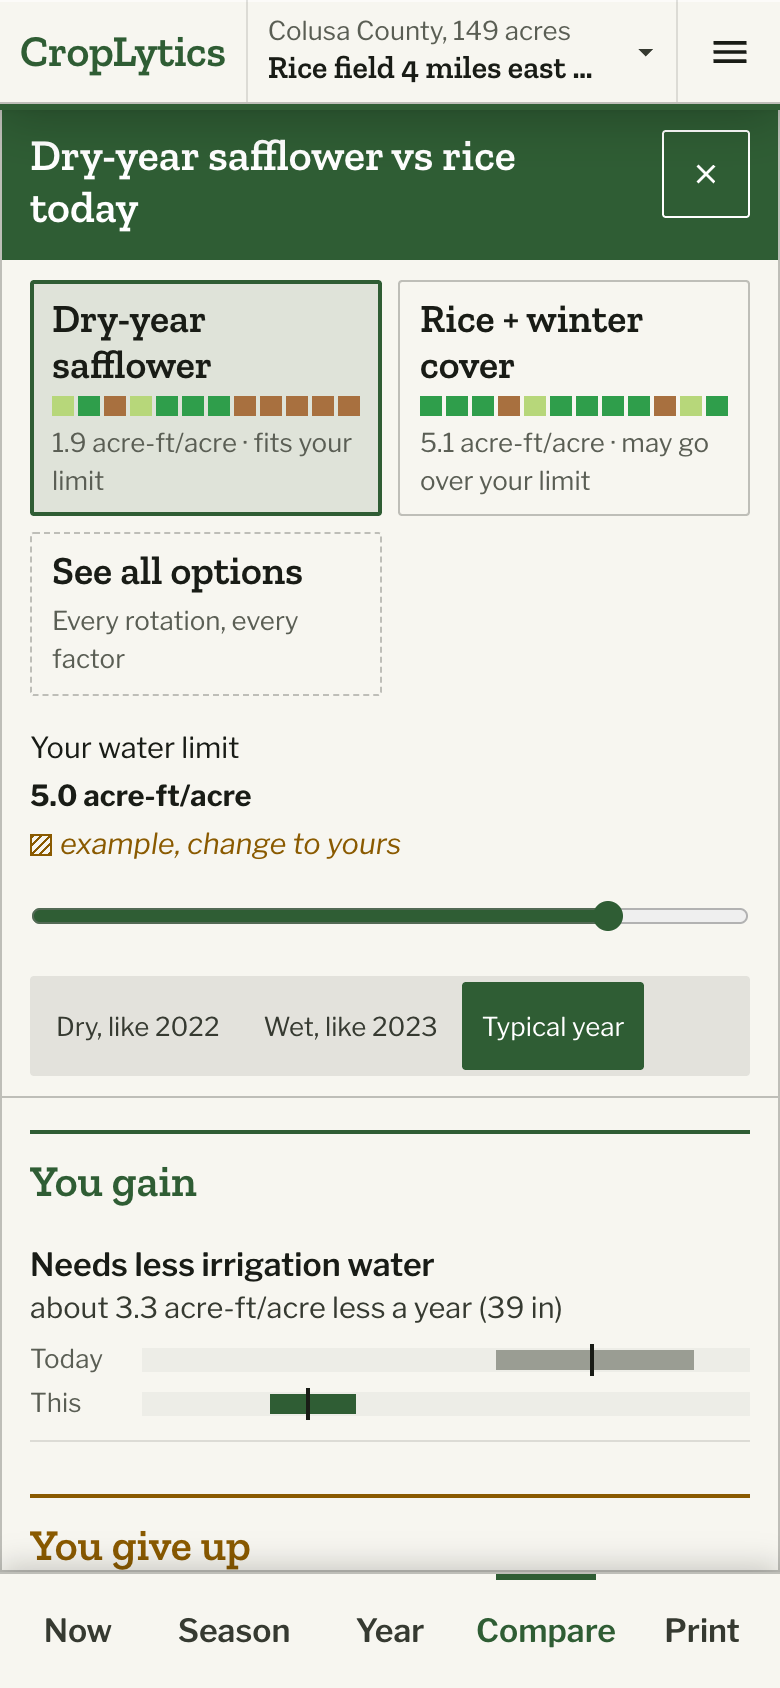 CropLytics
Colusa County, 149 acres
Rice field 4 miles east ...
Dry-year safflower vs rice
today
×
Dry-year
safflower
1.9 acre-ft/acre · fits your
limit
Rice + winter
cover
5.1 acre-ft/acre · may go
over your limit
See all options
Every rotation, every
factor
Your water limit
5.0 acre-ft/acre
example, change to yours
Dry, like 2022
Wet, like 2023
Typical year
You gain
Needs less irrigation water
about 3.3 acre-ft/acre less a year (39 in)
Today
This
You give up
Now
Season
Year
Compare
Print